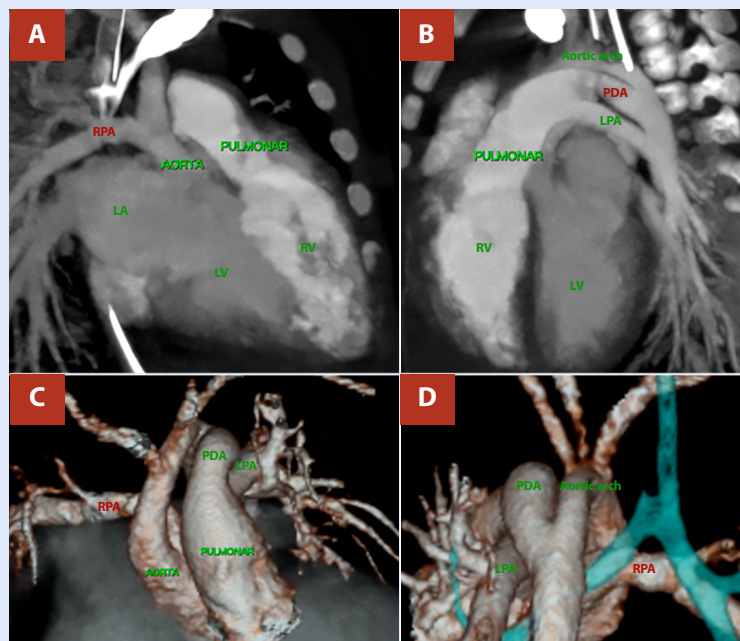 A
RPA
PULMONAR
AORTA
LA
RV
LV
B
Aortic arch
PDA
LPA
PULMONAR
RV
LV
C
PDA
LPA
RPA
PULMONAR
AORTA
D
PDA
Aortic arch
LPA
RPA